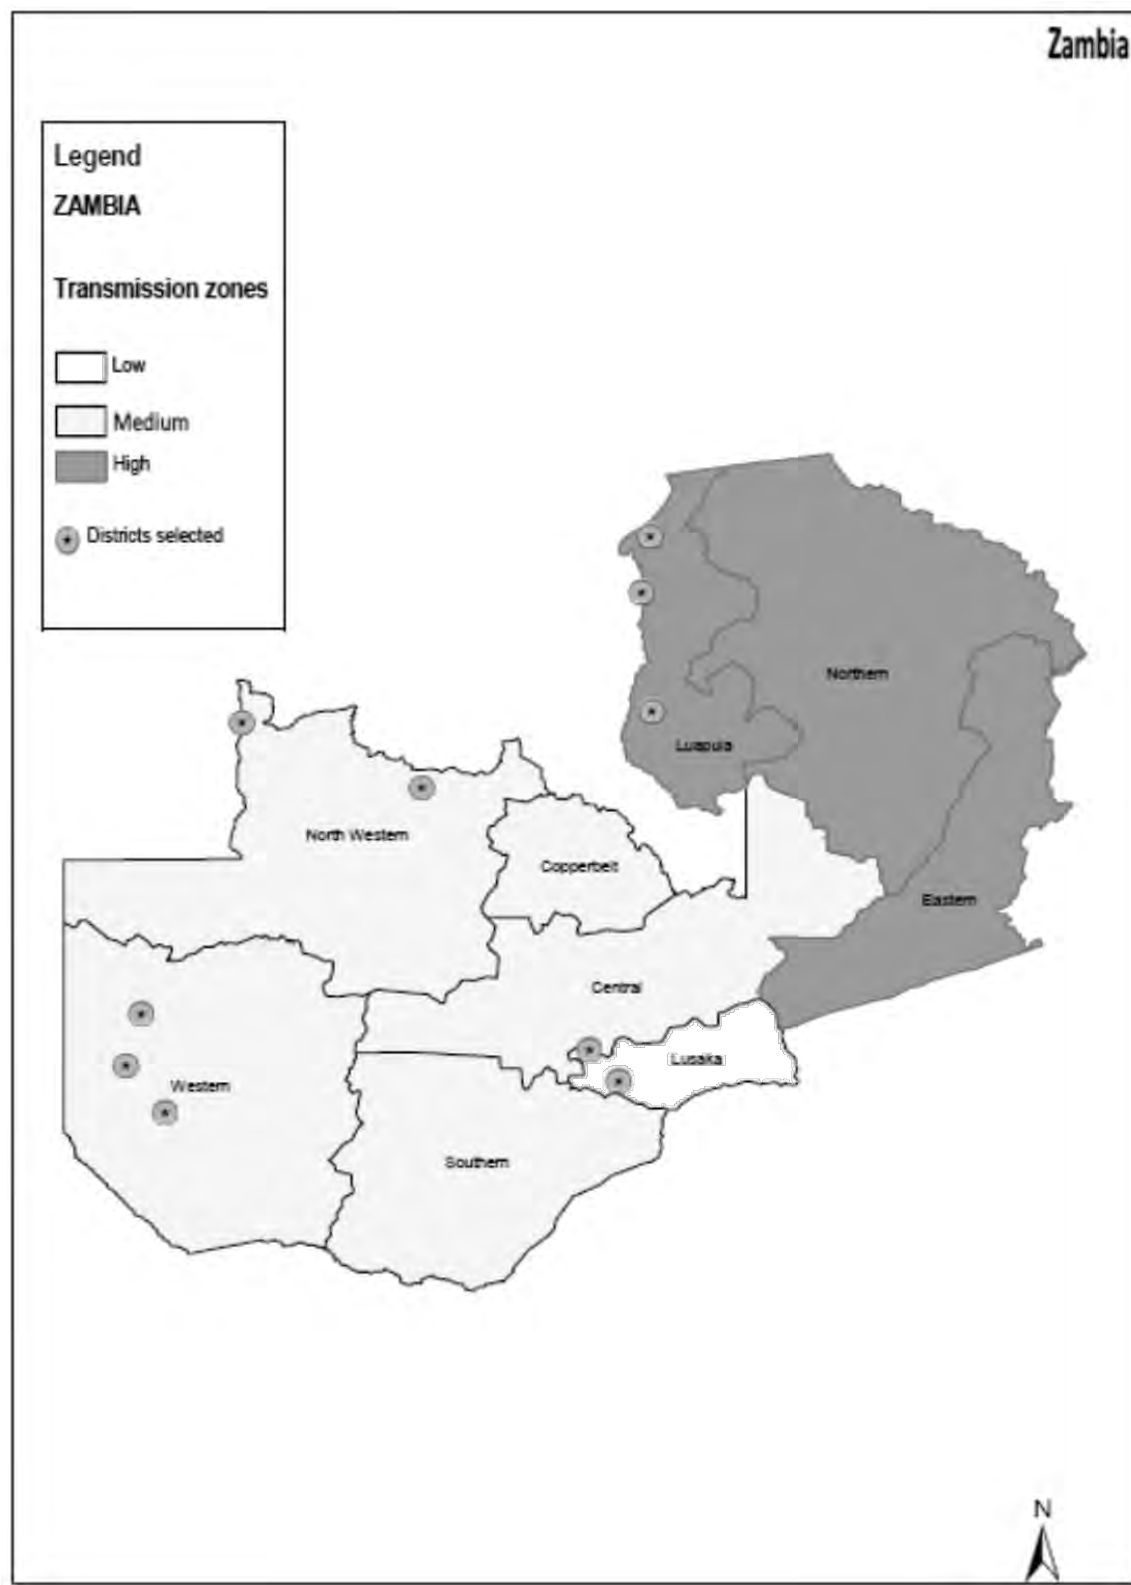 Zambia
Legend
ZAMBIA
Transmission zones
Low
Medium
High
Districts selected
Northern
Luapula
North Western
Copperbelt
Eastern
Central
Lusaka
Western
Southern
N